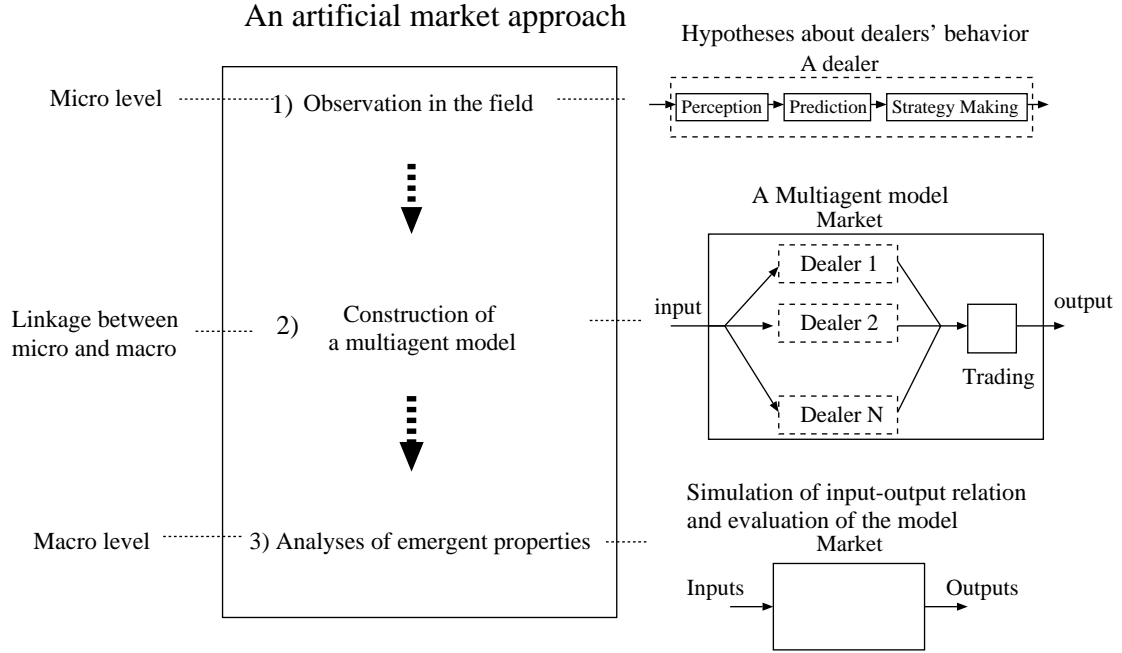 An artificial market approach
Hypotheses about dealers' behavior
A dealer
Micro level
1) Observation in the field
Perception
Prediction
Strategy Making
A Multiagent model
Market
Dealer 1
input
Dealer 2
output
Linkage between
micro and macro
2)
Construction of
a multiagent model
Trading
Dealer N
Simulation of input-output relation
and evaluation of the model
Macro level
3) Analyses of emergent properties
Market
Inputs
Outputs